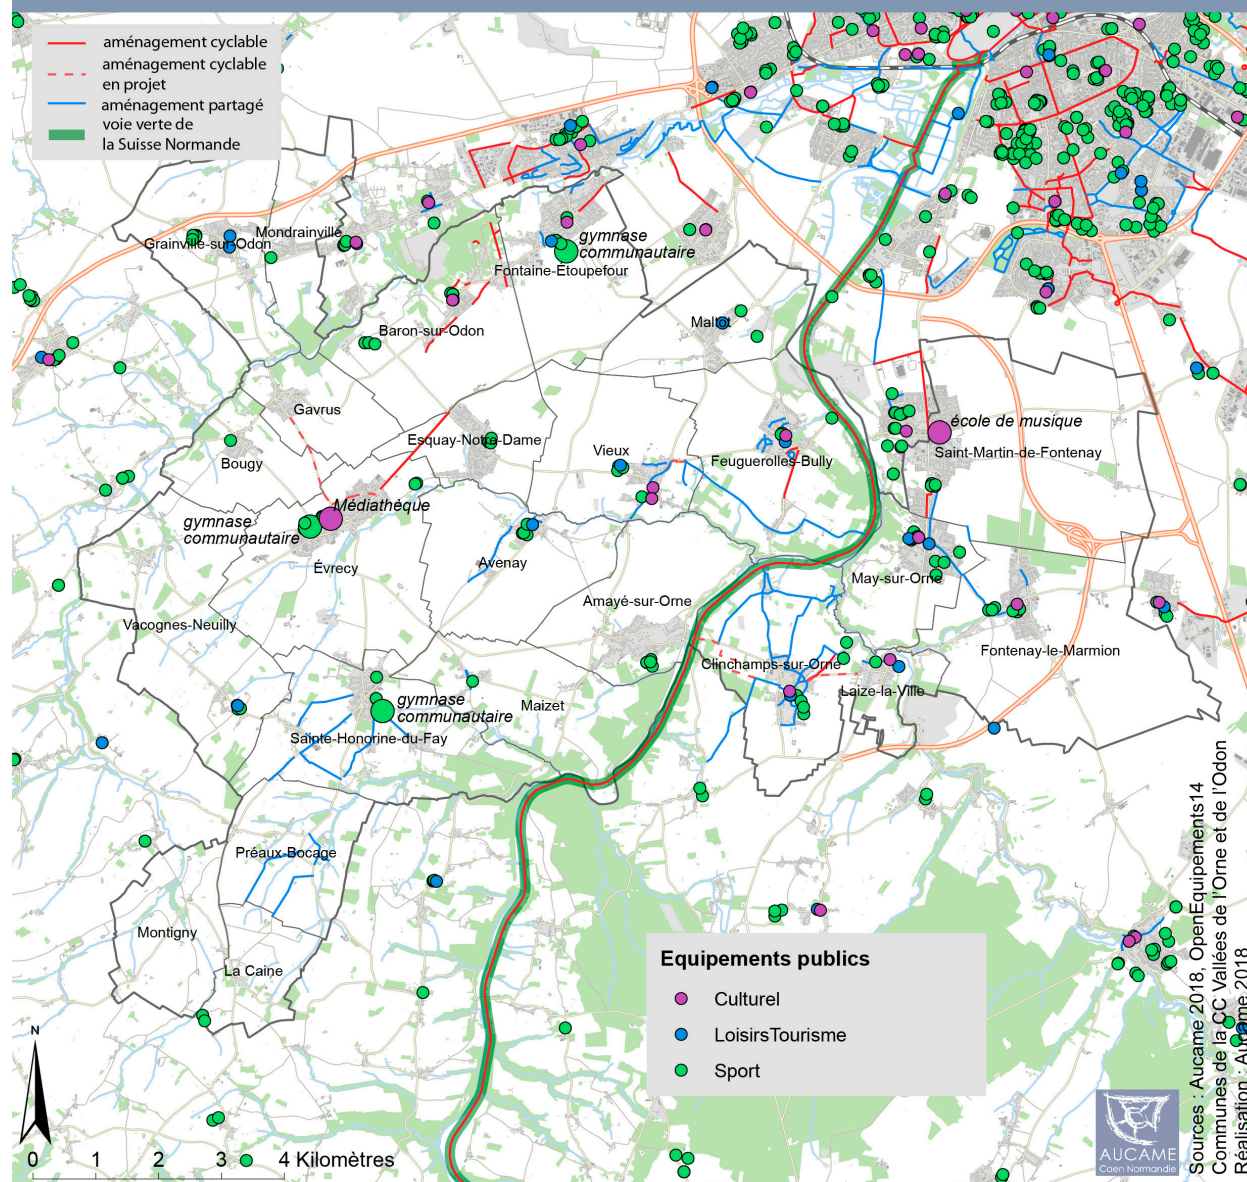 aménagement cyclable
aménagement cyclable
en projet
aménagement partagé
voie verte de
la Suisse Normande
Mondrainville
Grainville-sur-Odon
gymnase
communautaire
Fontaine-Etoupefour
Baron-sur-Odon
Maltot
Gavrus
Esquay-Notre-Dame
Bougy
Vieux
Feuguerolles-Bully
école de musique
Saint-Martin-de-Fontenay
Médiathèque
gymnase
communautaire
Évrecy
Avenay
May-sur-Orne
Amayé-sur-Orne
Vacognes-Neuilly
Fontenay-le-Marmion
Clinchamps-sur-Orne
Laize-la-Ville
Maizet
gymnase
communautaire
Sainte-Honorine-du-Fay
Préaux-Bocage
Montigny
La Caine
Equipements publics
Culturel
LoisirsTourisme
Sport
N
0 1 2 3 4 Kilomètres
AUCAME
Caen Normandie
Sources : Aucame 2018, OpenEquipements14
Communes de la CC Vallées de l'Orne et de l'Odon
Réalisation : Aucame 2018